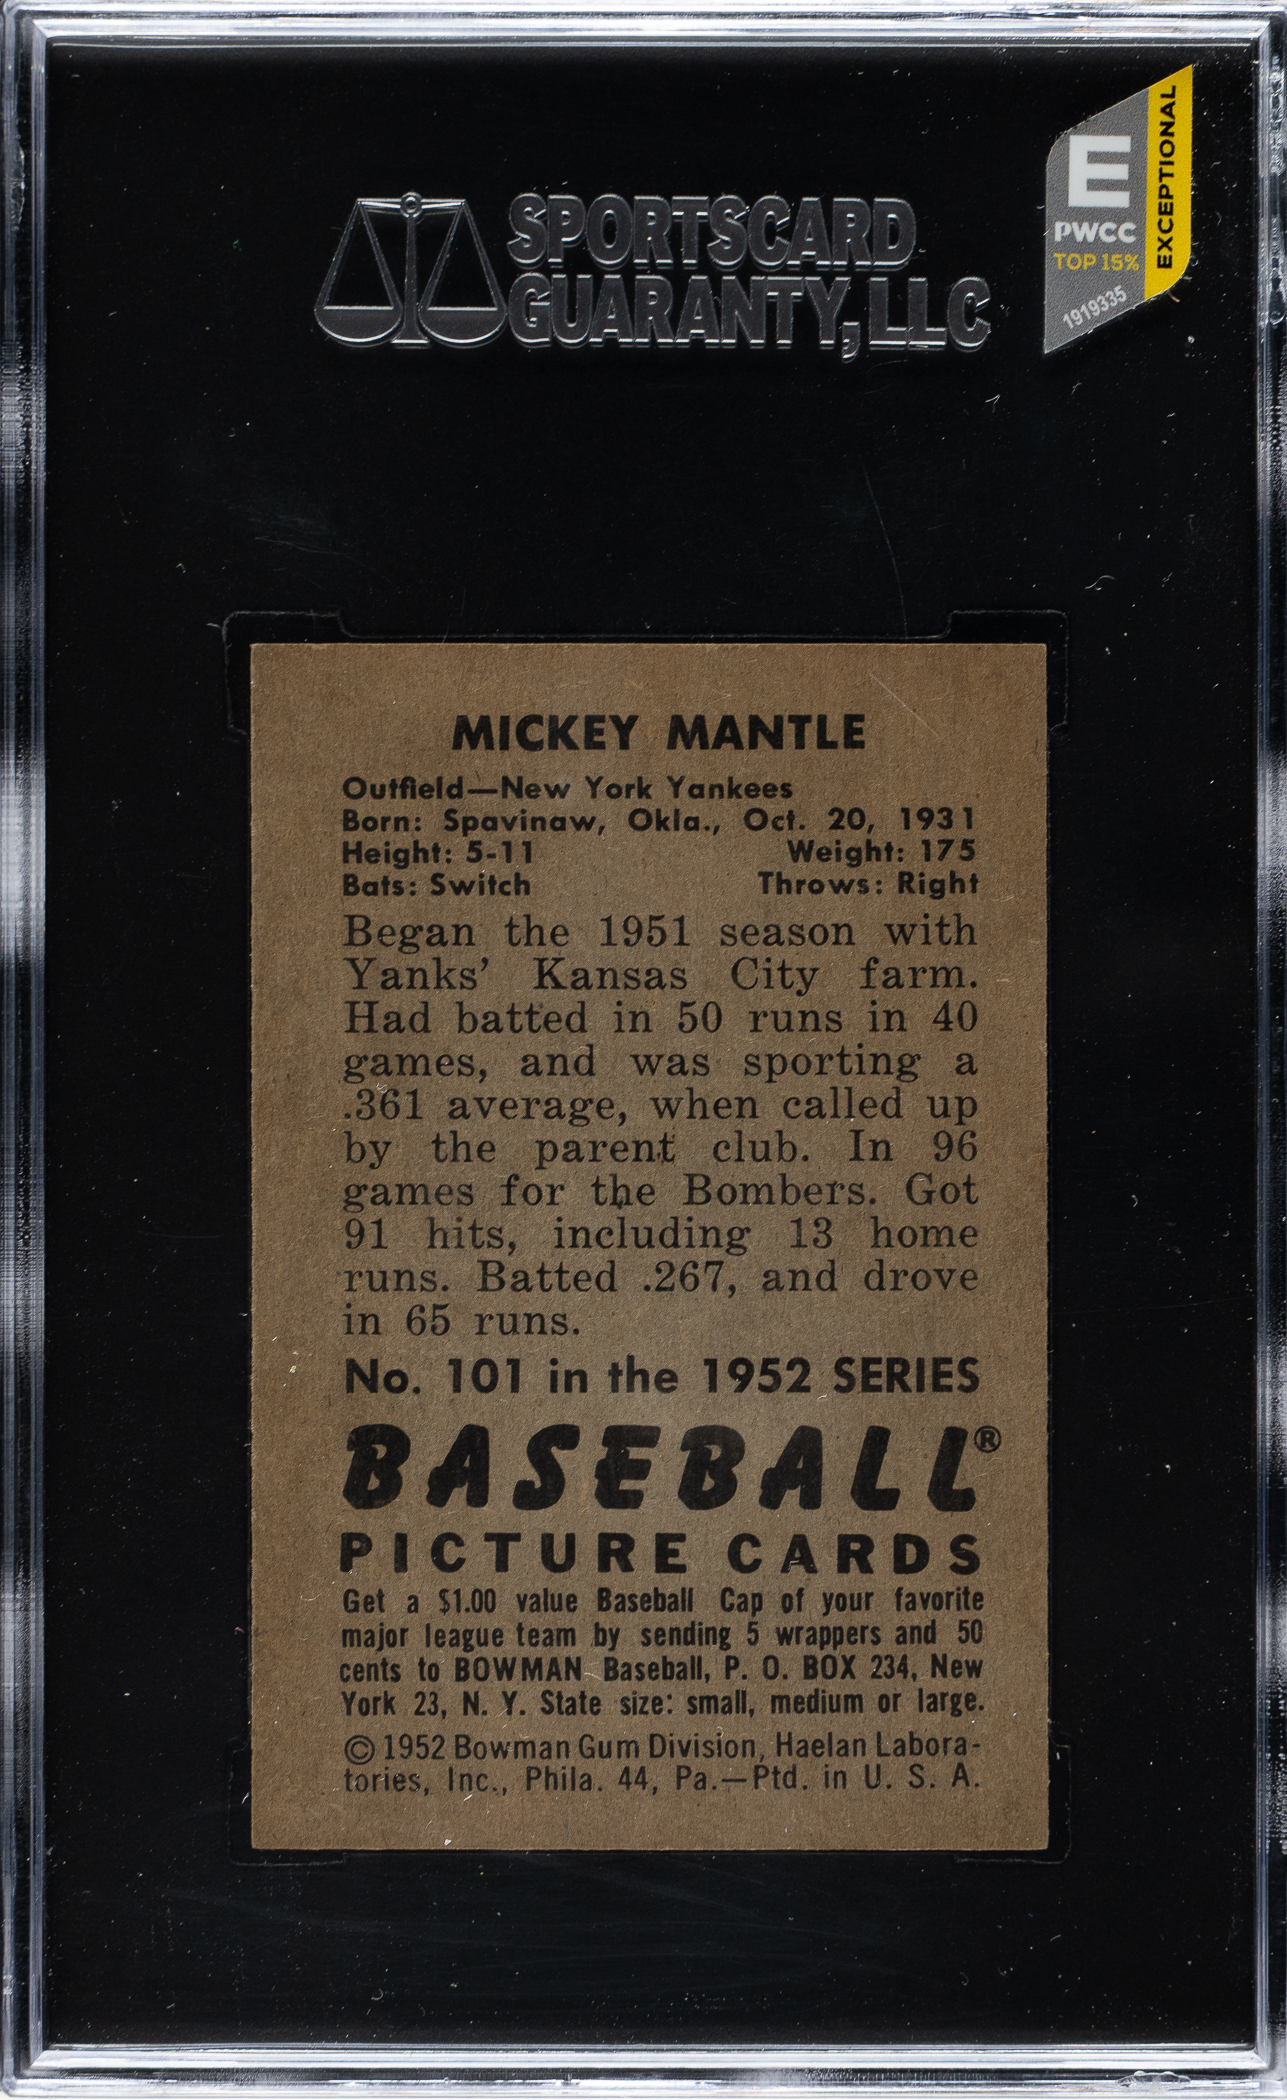 SPORTSCARD
GUARANTY, LLC
E
PWCC
TOP 15%
1919335
EXCEPTIONAL
MICKEY MANTLE
Outfield—New York Yankees
Born: Spavinaw, Okla., Oct. 20, 1931
Height: 5-11 Weight: 175
Bats: Switch Throws: Right
Began the 1951 season with
Yanks' Kansas City farm.
Had batted in 50 runs in 40
games, and was sporting a
.361 average, when called up
by the parent club. In 96
games for the Bombers. Got
91 hits, including 13 home
runs. Batted .267, and drove
in 65 runs.
No. 101 in the 1952 SERIES
BASEBALL®
PICTURE CARDS
Get a $1.00 value Baseball Cap of your favorite
major league team by sending 5 wrappers and 50
cents to BOWMAN Baseball, P. O. BOX 234, New
York 23, N. Y. State size: small, medium or large.
© 1952 Bowman Gum Division, Haelan Labora-
tories, Inc., Phila. 44, Pa.—Ptd. in U. S. A.